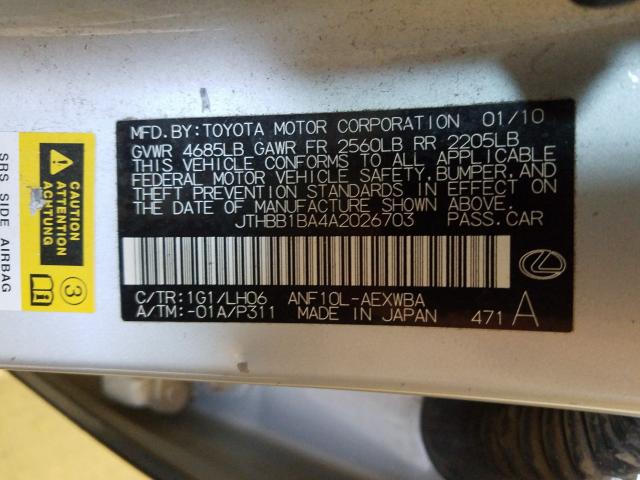 MFD. BY: TOYOTA MOTOR CORPORATION 01/10
GVWR 4685LB GAWR FR 2560LB RR 2205LB
THIS VEHICLE CONFORMS TO ALL APPLICABLE
FEDERAL MOTOR VEHICLE SAFETY, BUMPER, AND
THEFT PREVENTION STANDARDS IN EFFECT ON
THE DATE OF MANUFACTURE SHOWN ABOVE.
JTHBB1BA4A2026703 PASS. CAR
C/TR: 1G1/LH06 ANF10L-AEXWBA
A/TM: -01A/P311 MADE IN JAPAN 471 A
SRS SIDE AIRBAG
CAUTION
ATTENTION
ACHTUNG
3